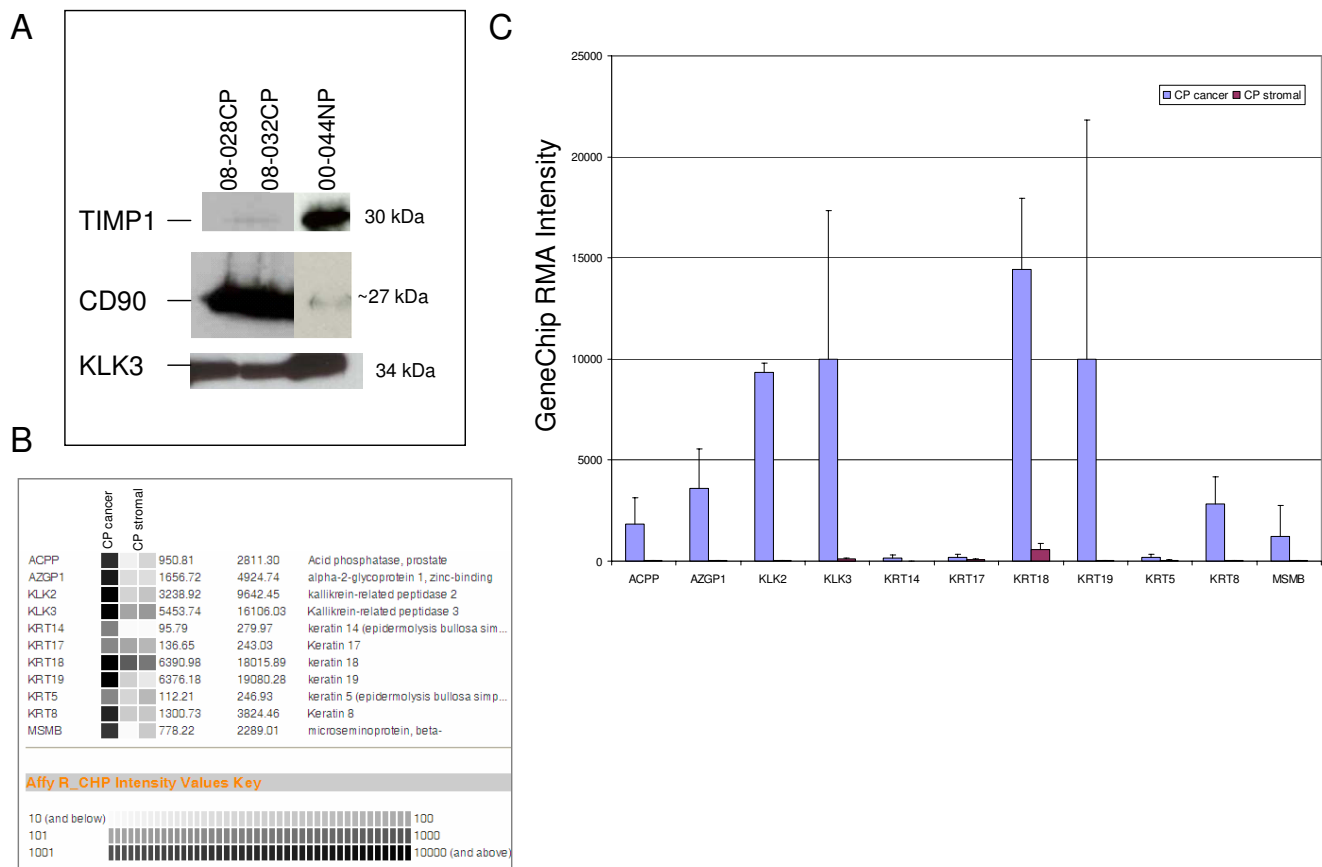 A
08-028CP
08-032CP
00-044NP
TIMP1
30 kDa
CD90
~27 kDa
KLK3
34 kDa
B
CP cancer
CP stromal
ACPP 950.81 2811.30 Acid phosphatase, prostate
AZGP1 1656.72 4924.74 alpha-2-glycoprotein 1, zinc-binding
KLK2 3238.92 9642.45 kallikrein-related peptidase 2
KLK3 5453.74 16106.03 Kallikrein-related peptidase 3
KRT14 95.79 279.97 keratin 14 (epidermolysis bullosa sim...
KRT17 136.65 243.03 Keratin 17
KRT18 6390.98 18015.89 keratin 18
KRT19 6376.18 19080.28 keratin 19
KRT5 112.21 246.93 keratin 5 (epidermolysis bullosa simp...
KRT8 1300.73 3824.46 Keratin 8
MSMB 778.22 2289.01 microseminoprotein, beta-
Affy R_CHP Intensity Values Key
10 (and below) 100
101 1000
1001 10000 (and above)
C
25000
20000
15000
10000
5000
0
GeneChip RMA Intensity
CP cancer CP stromal
ACPP AZGP1 KLK2 KLK3 KRT14 KRT17 KRT18 KRT19 KRT5 KRT8 MSMB